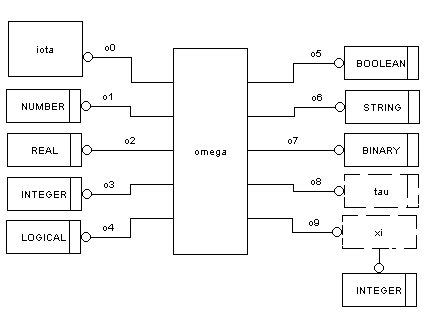 iota
o0
NUMBER
o1
REAL
o2
INTEGER
o3
LOGICAL
o4
omega
o5
BOOLEAN
o6
STRING
o7
BINARY
o8
tau
o9
xi
INTEGER